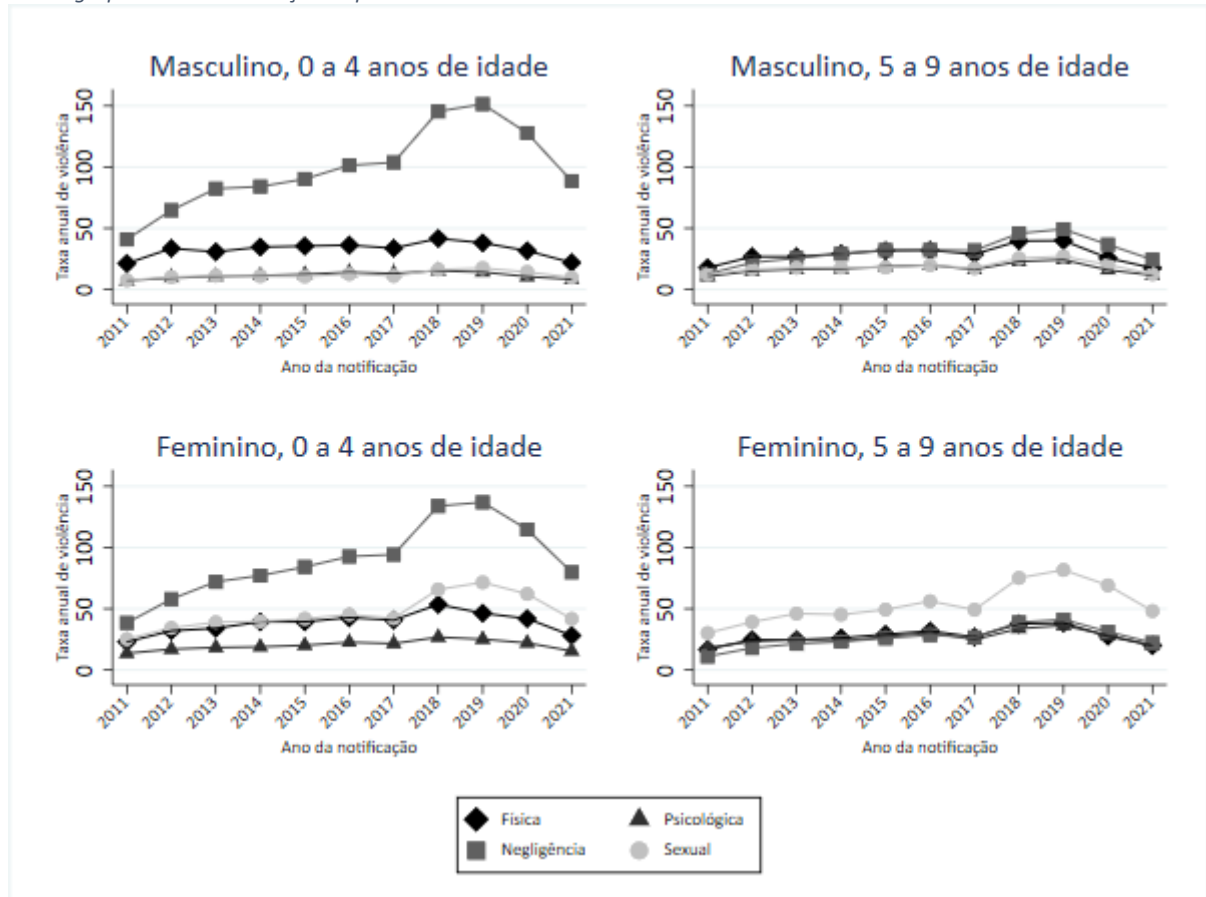 Masculino, 0 a 4 anos de idade
Taxa anual de violência
150
100
50
0
2011 2012 2013 2014 2015 2016 2017 2018 2019 2020 2021
Ano da notificação
Masculino, 5 a 9 anos de idade
Taxa anual de violência
150
100
50
0
2011 2012 2013 2014 2015 2016 2017 2018 2019 2020 2021
Ano da notificação
Feminino, 0 a 4 anos de idade
Taxa anual de violência
150
100
50
0
2011 2012 2013 2014 2015 2016 2017 2018 2019 2020 2021
Ano da notificação
Feminino, 5 a 9 anos de idade
Taxa anual de violência
150
100
50
0
2011 2012 2013 2014 2015 2016 2017 2018 2019 2020 2021
Ano da notificação
Física
Psicológica
Negligência
Sexual